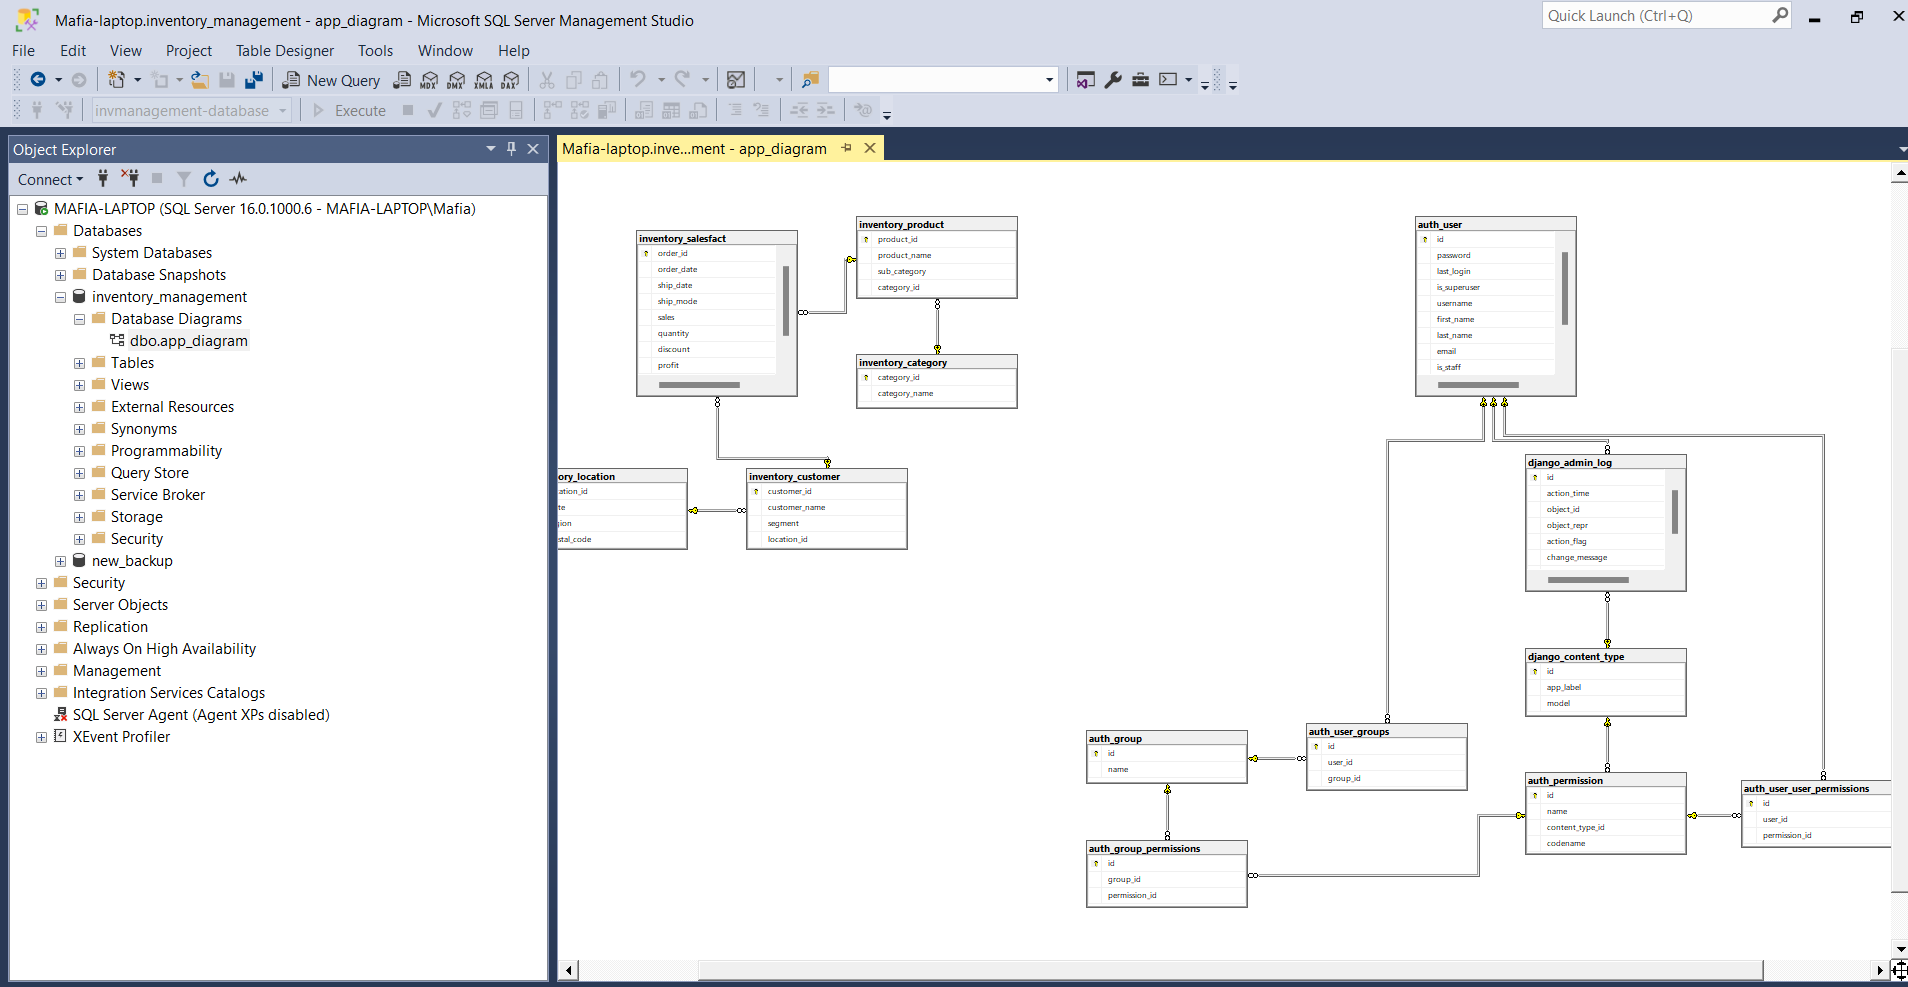 Mafia-laptop.inventory_management - app_diagram - Microsoft SQL Server Management Studio
Quick Launch (Ctrl+Q)
File Edit View Project Table Designer Tools Window Help
New Query MDX DMX XMLA DAX
invmanagement-database Execute
Object Explorer
Connect
MAFIA-LAPTOP (SQL Server 16.0.1000.6 - MAFIA-LAPTOP\Mafia)
Databases
System Databases
Database Snapshots
inventory_management
Database Diagrams
dbo.app_diagram
Tables
Views
External Resources
Synonyms
Programmability
Query Store
Service Broker
Storage
Security
new_backup
Security
Server Objects
Replication
Always On High Availability
Management
Integration Services Catalogs
SQL Server Agent (Agent XPs disabled)
XEvent Profiler
Mafia-laptop.inve...ment - app_diagram
inventory_salesfact
order_id
order_date
ship_date
ship_mode
sales
quantity
discount
profit
inventory_product
product_id
product_name
sub_category
category_id
inventory_category
category_id
category_name
ory_location
ation_id
te
gion
stal_code
inventory_customer
customer_id
customer_name
segment
location_id
auth_user
id
password
last_login
is_superuser
username
first_name
last_name
email
is_staff
django_admin_log
id
action_time
object_id
object_repr
action_flag
change_message
django_content_type
id
app_label
model
auth_group
id
name
auth_user_groups
id
user_id
group_id
auth_permission
id
name
content_type_id
codename
auth_user_user_permissions
id
user_id
permission_id
auth_group_permissions
id
group_id
permission_id